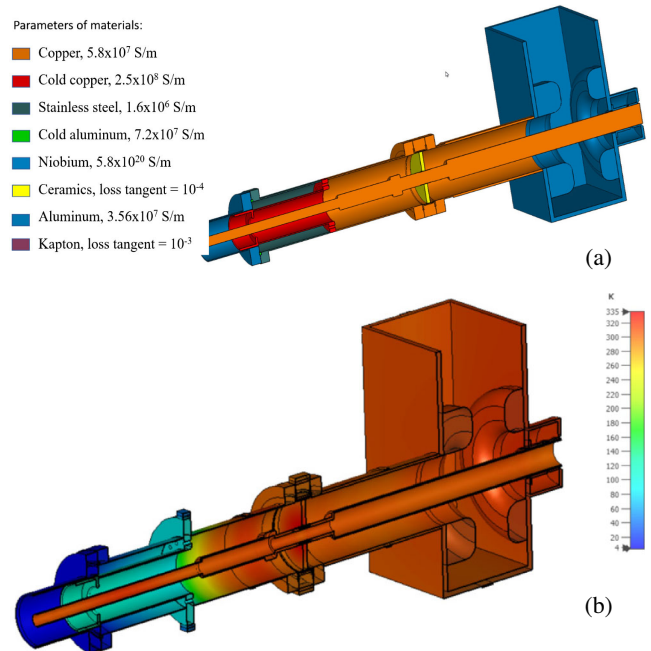 Parameters of materials:
Copper, 5.8x10⁷ S/m
Cold copper, 2.5x10⁸ S/m
Stainless steel, 1.6x10⁶ S/m
Cold aluminum, 7.2x10⁷ S/m
Niobium, 5.8x10²⁰ S/m
Ceramics, loss tangent = 10⁻⁴
Aluminum, 3.56x10⁷ S/m
Kapton, loss tangent = 10⁻³
(a)
K
335
320
300
280
260
240
220
200
180
160
140
120
100
80
60
40
20
4
(b)